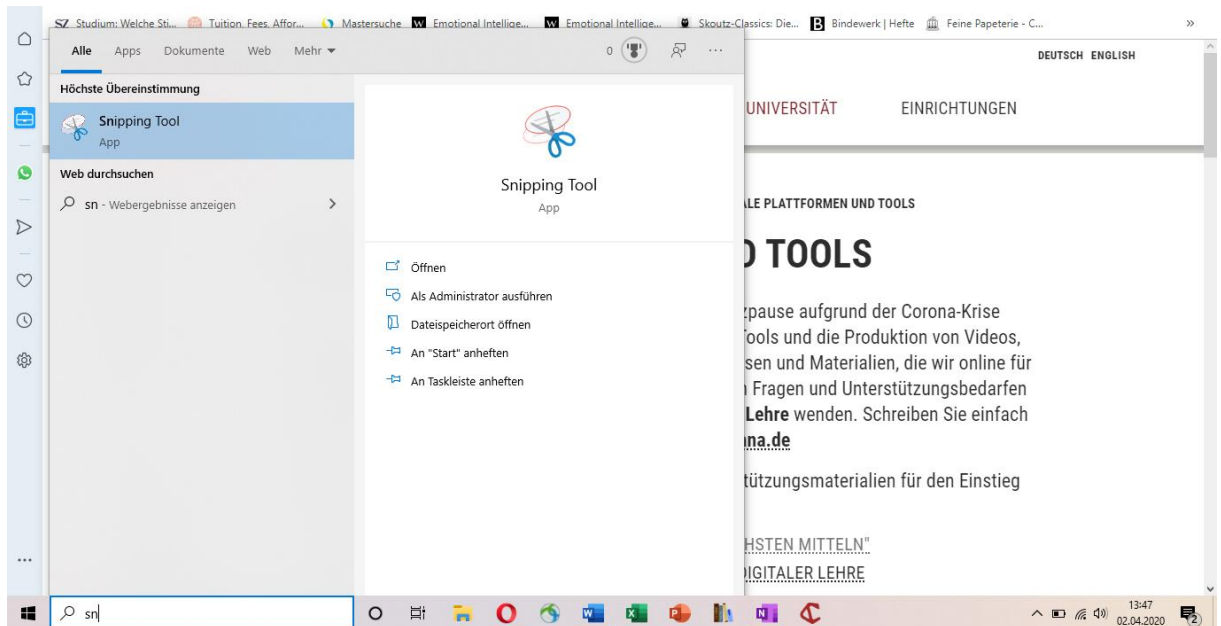 SZ Studium: Welche Sti... Tuition, Fees, Affor... Mastersuche W Emotional Intellige... W Emotional Intellige... Skoutz-Classics: Die... B Bindewerk | Hefte Feine Papeterie - C... »
Alle Apps Dokumente Web Mehr 0 ...
DEUTSCH ENGLISH
Höchste Übereinstimmung
Snipping Tool
App
UNIVERSITÄT EINRICHTUNGEN
Web durchsuchen
sn - Webergebnisse anzeigen
Snipping Tool
App
Öffnen
Als Administrator ausführen
Dateispeicherort öffnen
An "Start" anheften
An Taskleiste anheften
ALE PLATTFORMEN UND TOOLS
D TOOLS
zpause aufgrund der Corona-Krise
Tools und die Produktion von Videos,
sen und Materialien, die wir online für
n Fragen und Unterstützungsbedarfen
Lehre wenden. Schreiben Sie einfach
ana.de
tützungsmaterialien für den Einstieg
HSTEN MITTELN"
DIGITALER LEHRE
sn
13:47
02.04.2020
2